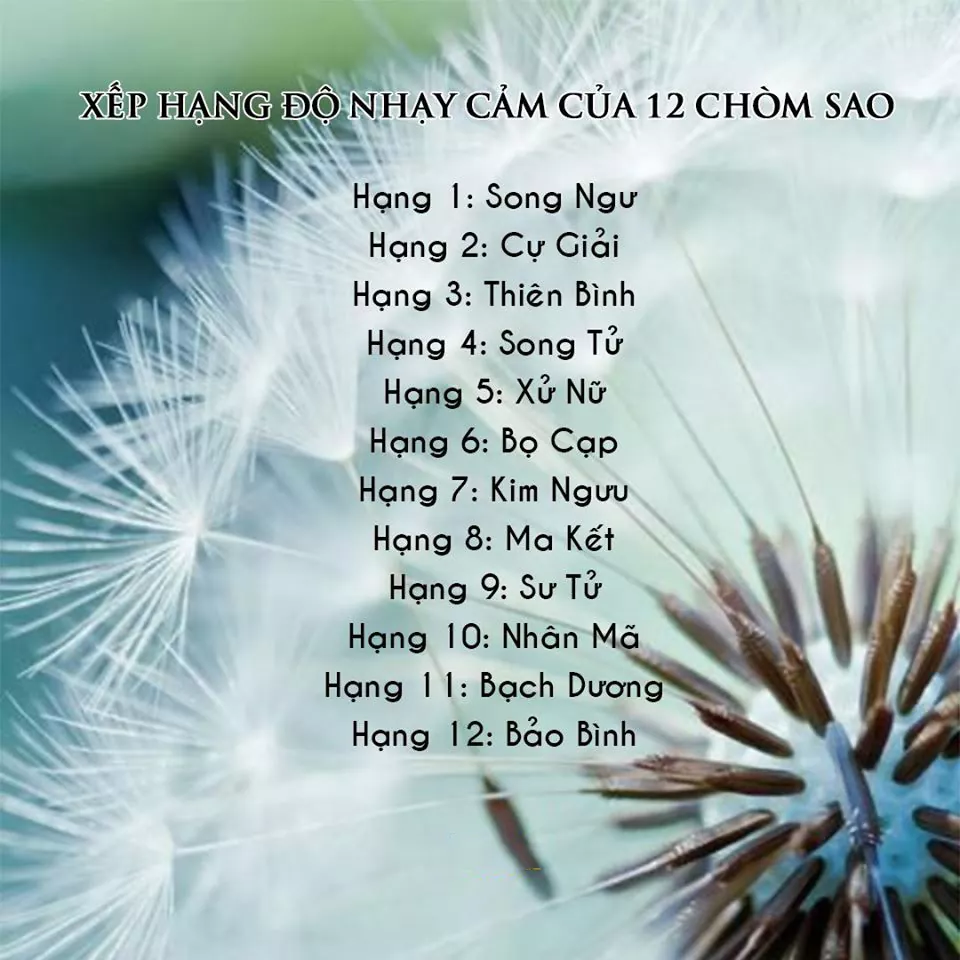 XẾP HẠNG ĐỘ NHẠY CẢM CỦA 12 CHÒM SAO
Hạng 1: Song Ngư
Hạng 2: Cự Giải
Hạng 3: Thiên Bình
Hạng 4: Song Tử
Hạng 5: Xử Nữ
Hạng 6: Bọ Cạp
Hạng 7: Kim Ngưu
Hạng 8: Ma Kết
Hạng 9: Sư Tử
Hạng 10: Nhân Mã
Hạng 11: Bạch Dương
Hạng 12: Bảo Bình